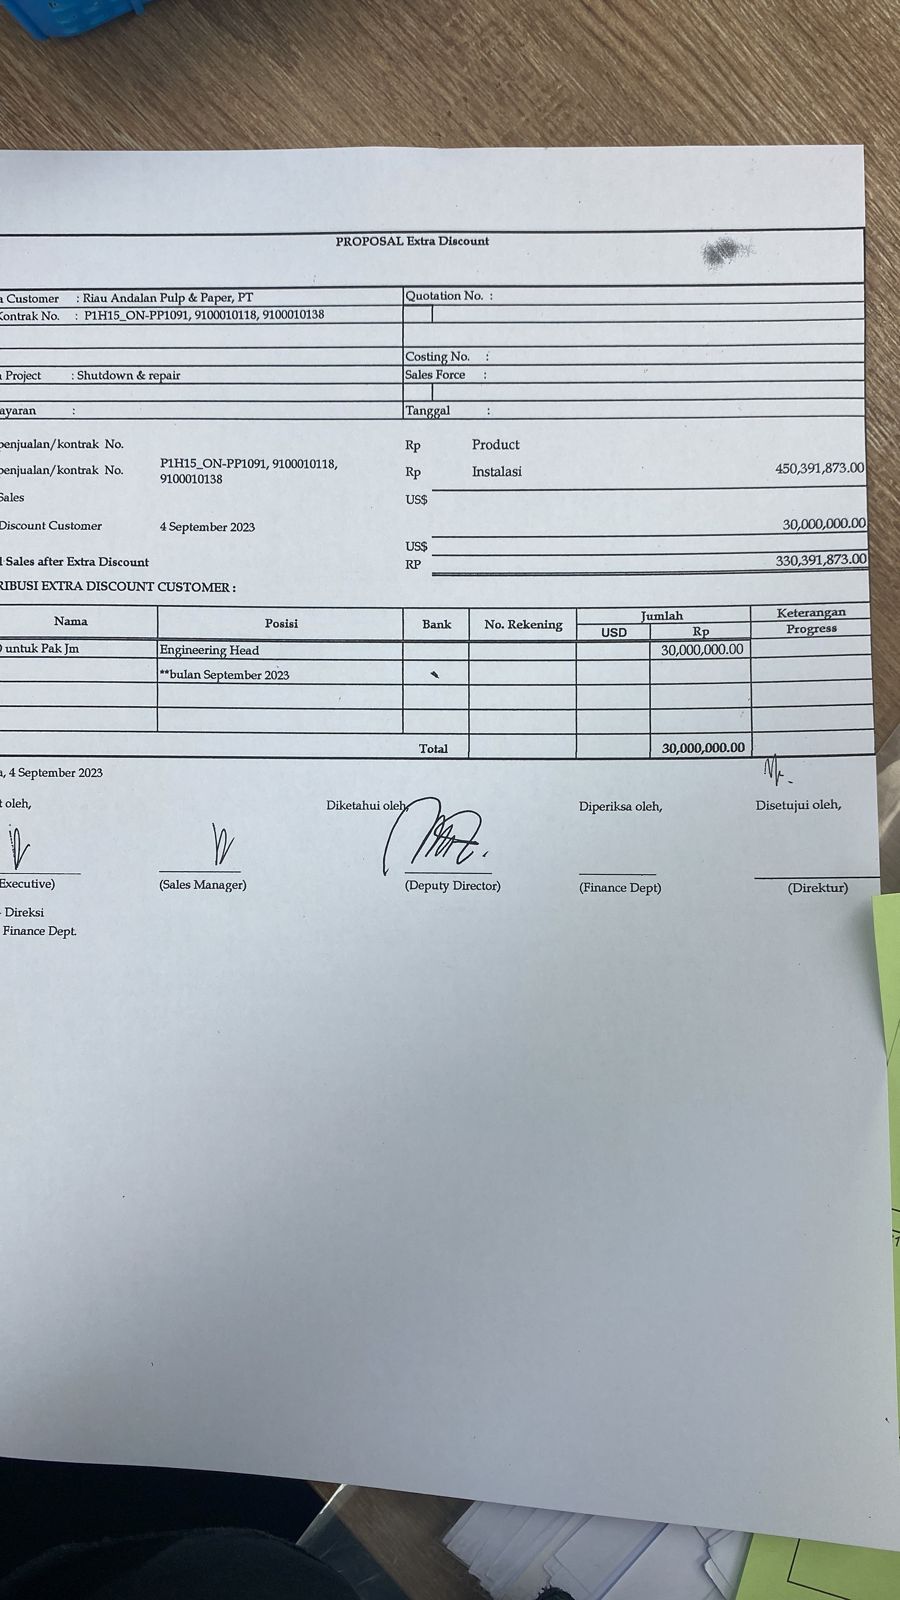 PROPOSAL Extra Discount
Customer : Riau Andalan Pulp & Paper, PT Quotation No. :
Kontrak No. : P1H15_ON-PP1091, 9100010118, 9100010138
Costing No. :
Project : Shutdown & repair Sales Force :
ayaran : Tanggal :
penjualan/kontrak No. Rp Product
penjualan/kontrak No. P1H15_ON-PP1091, 9100010118, 9100010138 Rp Instalasi 450,391,873.00
Sales US$
Discount Customer 4 September 2023 30,000,000.00
US$
Sales after Extra Discount RP 330,391,873.00
RIBUSI EXTRA DISCOUNT CUSTOMER :
Nama Posisi Bank No. Rekening Jumlah Keterangan
USD Rp Progress
untuk Pak Jm Engineering Head 30,000,000.00
**bulan September 2023
Total 30,000,000.00
, 4 September 2023
oleh, Diketahui oleh, Diperiksa oleh, Disetujui oleh,
Executive) (Sales Manager) (Deputy Director) (Finance Dept) (Direktur)
- Direksi
Finance Dept.